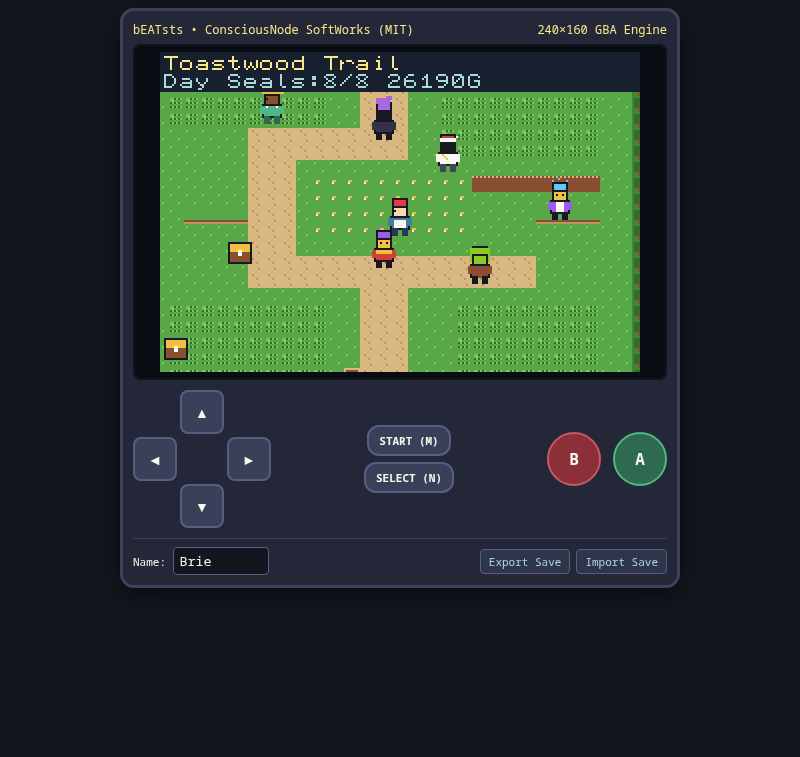 bEATsts • ConsciousNode SoftWorks (MIT)
240×160 GBA Engine
Toastwood Trail
Day Seals:8/8 26190G
▲
◀
▶
▼
START (M)
SELECT (N)
B
A
Name:
Brie
Export Save
Import Save